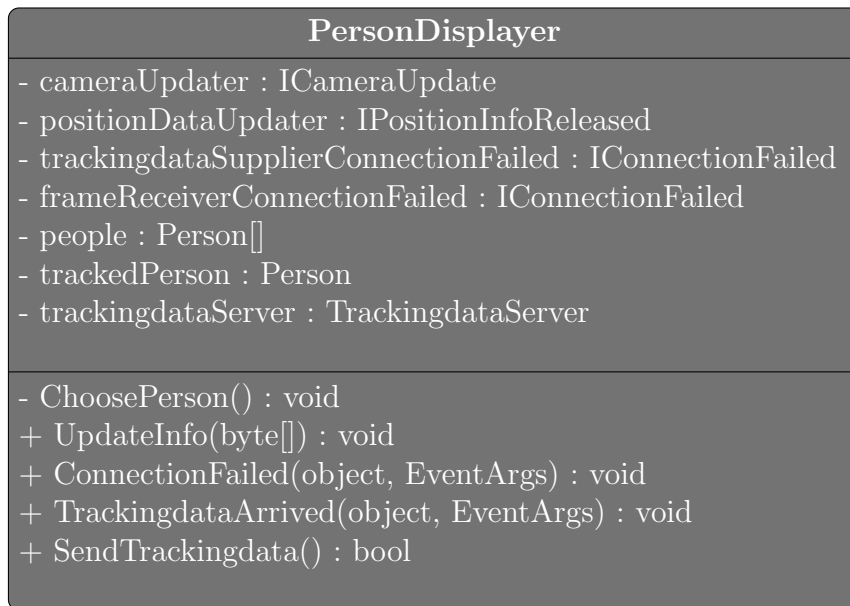 PersonDisplayer
- cameraUpdater : ICameraUpdate
- positionDataUpdater : IPositionInfoReleased
- trackingdataSupplierConnectionFailed : IConnectionFailed
- frameReceiverConnectionFailed : IConnectionFailed
- people : Person[]
- trackedPerson : Person
- trackingdataServer : TrackingdataServer
- ChoosePerson() : void
+ UpdateInfo(byte[]) : void
+ ConnectionFailed(object, EventArgs) : void
+ TrackingdataArrived(object, EventArgs) : void
+ SendTrackingdata() : bool